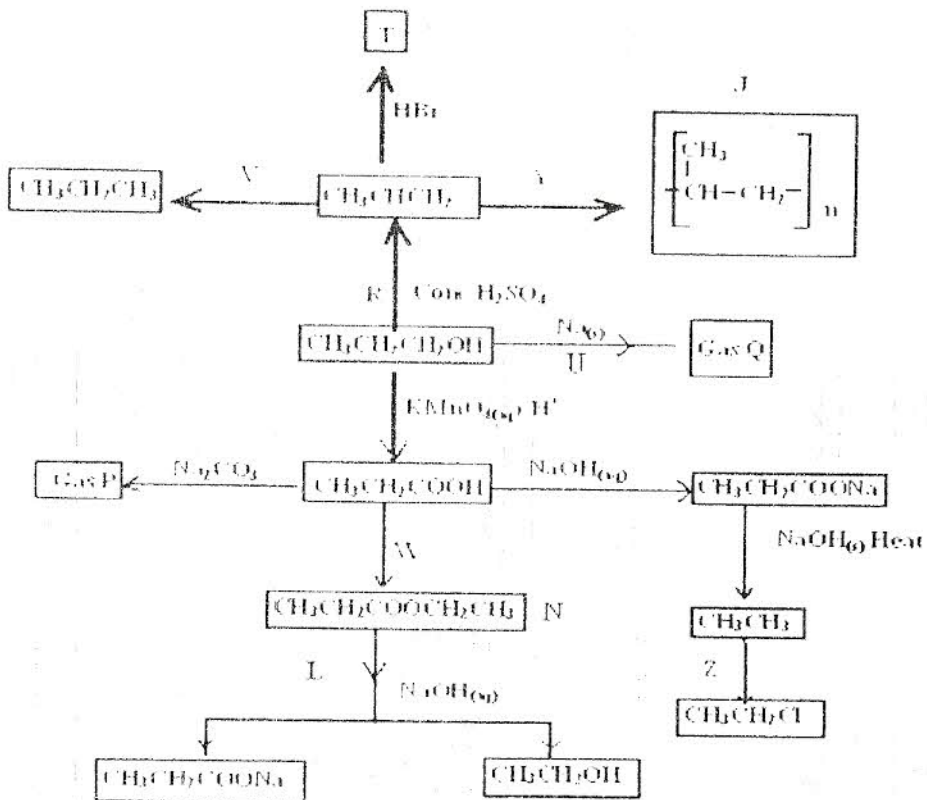 T
HBr
J
CH3
CH—CH2
n
V
CH3CH2CH3
CH3CHCH2
Y
R Conc H2SO4
CH3CH2CH2OH
Na(s)
U
Gas Q
KMnO4(aq) H+
Gas P
Na2CO3
CH3CH2COOH
NaOH(aq)
CH3CH2COONa
W
NaOH(s) Heat
CH3CH2COOCH2CH3 N
CH3CH3
L
NaOH(aq)
Z
CH3CH2Cl
CH3CH2COONa
CH3CH2OH